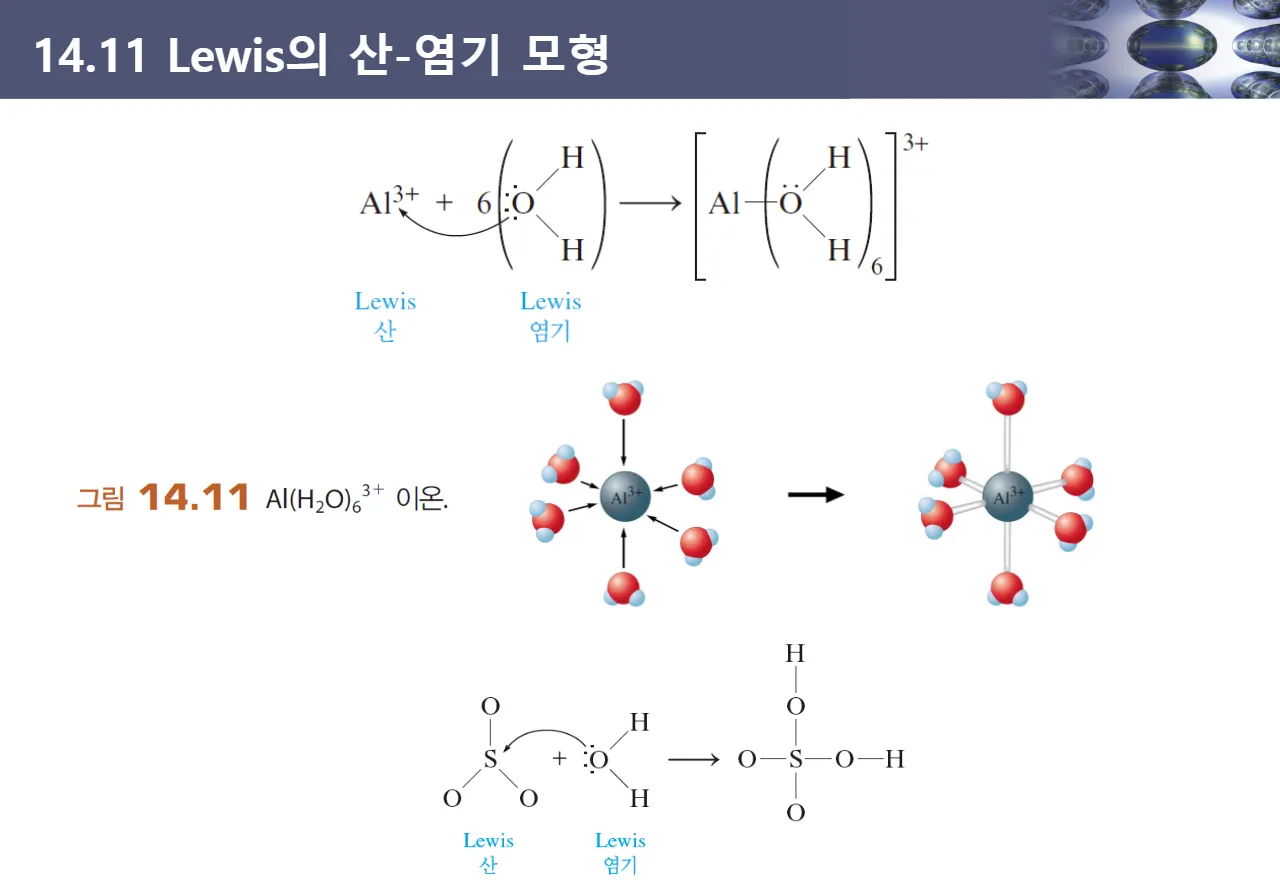 14.11 Lewis의 산-염기 모형
Al³⁺ + 6(:Ö(H)(H)) ⟶ [Al—(Ö(H)(H))₆]³⁺
Lewis 산
Lewis 염기
그림 14.11 Al(H₂O)₆³⁺ 이온.
Al³⁺
Al³⁺
H
O H O
S + O ⟶ O—S—O—H
O O H O
Lewis 산
Lewis 염기